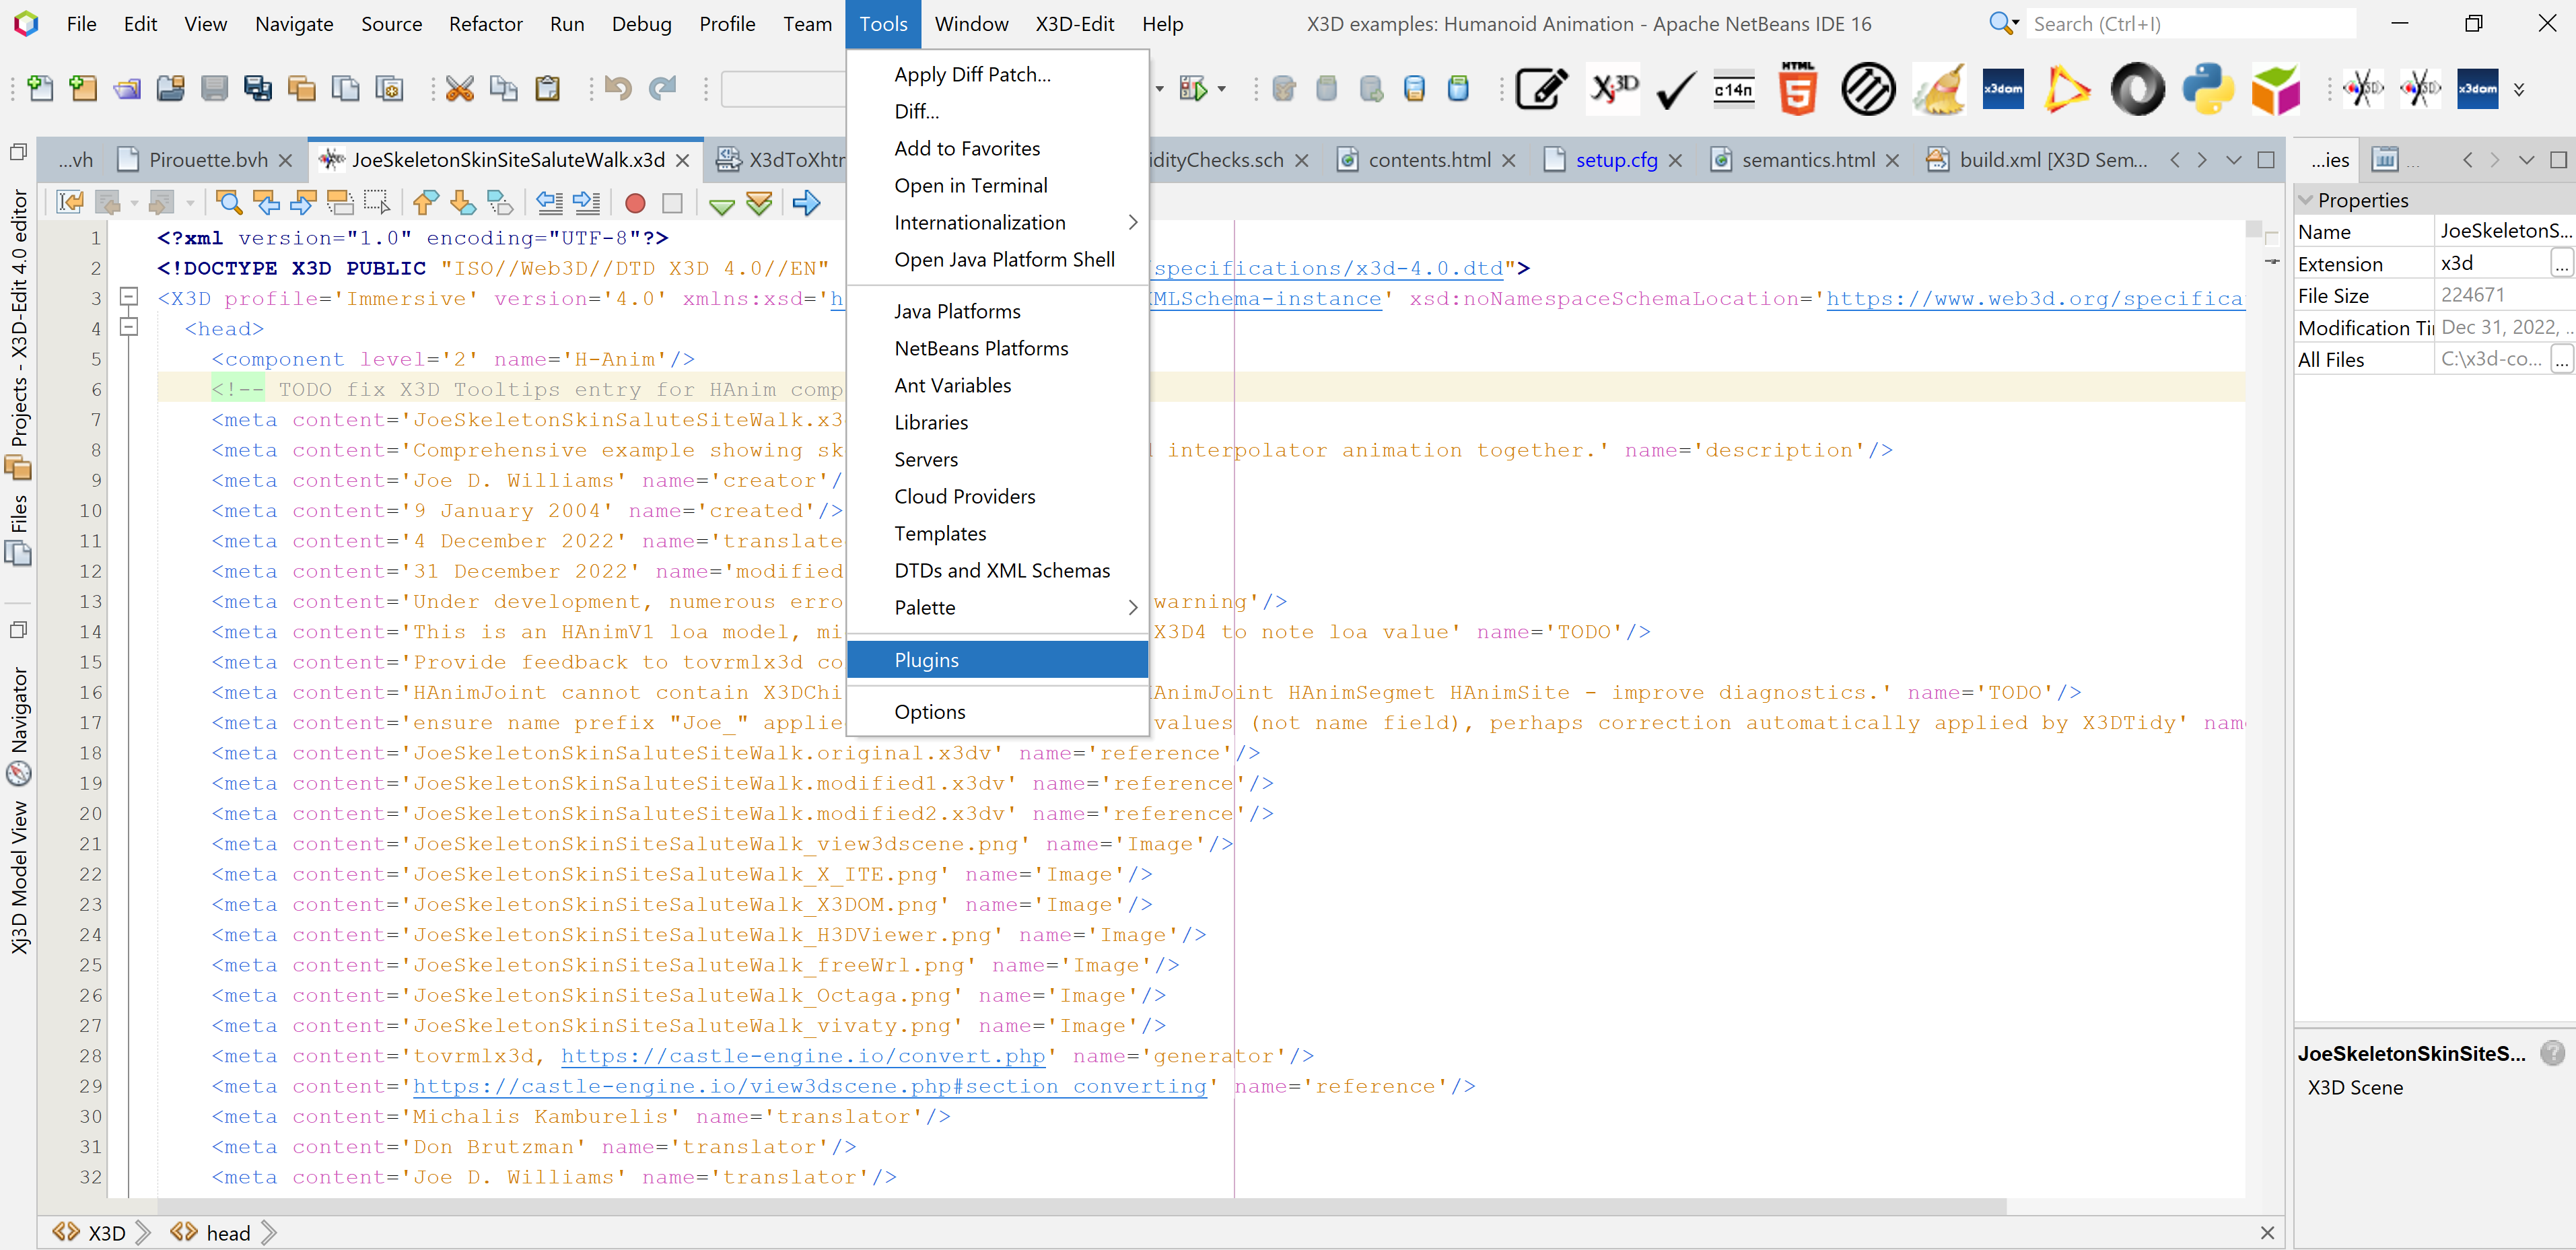 File Edit View Navigate Source Refactor Run Debug Profile Team Tools Window X3D-Edit Help X3D examples: Humanoid Animation - Apache NetBeans IDE 16 Search (Ctrl+I)
Xj3D c14n HTML 5 x3dom x3dom
...vh Pirouette.bvh JoeSkeletonSkinSiteSaluteWalk.x3d X3dToXhtm idityChecks.sch contents.html setup.cfg semantics.html build.xml [X3D Sem... ...ies ...
Projects - X3D-Edit 4.0 editor
Files
Navigator
Xj3D Model View
Apply Diff Patch...
Diff...
Add to Favorites
Open in Terminal
Internationalization
Open Java Platform Shell
Java Platforms
NetBeans Platforms
Ant Variables
Libraries
Servers
Cloud Providers
Templates
DTDs and XML Schemas
Palette
Plugins
Options
1 <?xml version="1.0" encoding="UTF-8"?>
2 <!DOCTYPE X3D PUBLIC "ISO//Web3D//DTD X3D 4.0//EN" /specifications/x3d-4.0.dtd">
3 <X3D profile='Immersive' version='4.0' xmlns:xsd='h MLSchema-instance' xsd:noNamespaceSchemaLocation='https://www.web3d.org/specifica
4 <head>
5 <component level='2' name='H-Anim'/>
6 <!-- TODO fix X3D Tooltips entry for HAnim comp
7 <meta content='JoeSkeletonSkinSaluteSiteWalk.x3
8 <meta content='Comprehensive example showing sk interpolator animation together.' name='description'/>
9 <meta content='Joe D. Williams' name='creator'/
10 <meta content='9 January 2004' name='created'/>
11 <meta content='4 December 2022' name='translate
12 <meta content='31 December 2022' name='modified
13 <meta content='Under development, numerous erro warning'/>
14 <meta content='This is an HAnimV1 loa model, mi X3D4 to note loa value' name='TODO'/>
15 <meta content='Provide feedback to tovrmlx3d co
16 <meta content='HAnimJoint cannot contain X3DChi AnimJoint HAnimSegmet HAnimSite - improve diagnostics.' name='TODO'/>
17 <meta content='ensure name prefix "Joe_" applie values (not name field), perhaps correction automatically applied by X3DTidy' nam
18 <meta content='JoeSkeletonSkinSaluteSiteWalk.original.x3dv' name='reference'/>
19 <meta content='JoeSkeletonSkinSaluteSiteWalk.modified1.x3dv' name='reference'/>
20 <meta content='JoeSkeletonSkinSaluteSiteWalk.modified2.x3dv' name='reference'/>
21 <meta content='JoeSkeletonSkinSiteSaluteWalk_view3dscene.png' name='Image'/>
22 <meta content='JoeSkeletonSkinSiteSaluteWalk_X_ITE.png' name='Image'/>
23 <meta content='JoeSkeletonSkinSiteSaluteWalk_X3DOM.png' name='Image'/>
24 <meta content='JoeSkeletonSkinSiteSaluteWalk_H3DViewer.png' name='Image'/>
25 <meta content='JoeSkeletonSkinSiteSaluteWalk_freeWrl.png' name='Image'/>
26 <meta content='JoeSkeletonSkinSiteSaluteWalk_Octaga.png' name='Image'/>
27 <meta content='JoeSkeletonSkinSiteSaluteWalk_vivaty.png' name='Image'/>
28 <meta content='tovrmlx3d, https://castle-engine.io/convert.php' name='generator'/>
29 <meta content='https://castle-engine.io/view3dscene.php#section_converting' name='reference'/>
30 <meta content='Michalis Kamburelis' name='translator'/>
31 <meta content='Don Brutzman' name='translator'/>
32 <meta content='Joe D. Williams' name='translator'/>
X3D head
Properties
Name JoeSkeletonS...
Extension x3d ...
File Size 224671
Modification Ti Dec 31, 2022, ..
All Files C:\x3d-co... ...
JoeSkeletonSkinSiteS... ?
X3D Scene